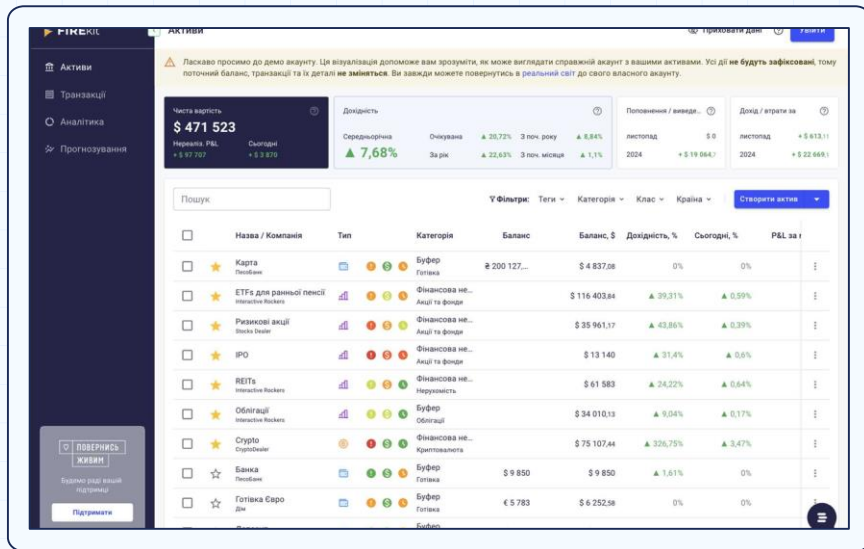 FIREkit
Активи
Приховати дані
Увійти
Активи
Транзакції
Аналітика
Прогнозування
Ласкаво просимо до демо акаунту. Ця візуалізація допоможе вам зрозуміти, як може виглядати справжній акаунт з вашими активами. Усі дії не будуть зафіксовані, тому
поточний баланс, транзакції та їх деталі не зміняться. Ви завжди можете повернутись в реальний світ до свого власного акаунту.
Чиста вартість
$ 471 523
Нереаліз. P&L Сьогодні
+ $ 97 707 + $ 3 870
Дохідність
Середньорічна Очікувана ▲ 20,72% З поч. року ▲ 8,84%
▲ 7,68% За рік ▲ 22,63% З поч. місяця ▲ 1,1%
Поповнення / виведе...
листопад $ 0
2024 + $ 19 064,
Дохід / втрати за
листопад + $ 613,11
2024 + $ 22 669,
Пошук
Фільтри: Теги Категорія Клас Країна
Створити актив
Назва / Компанія Тип Категорія Баланс Баланс, $ Дохідність, % Сьогодні, % P&L за
Карта Буфер ₴ 200 127,... $ 4 837,08 0% 0%
ПесоБанк Готівка
ETFs для ранньої пенсії Фінансова не... $ 116 403,84 ▲ 39,31% ▲ 0,59%
Interactive Rockers Акції та фонди
Ризикові акції Фінансова не... $ 35 961,17 ▲ 43,86% ▲ 0,39%
Stocks Dealer Акції та фонди
IPO Фінансова не... $ 13 140 ▲ 31,4% ▲ 0,6%
Акції та фонди
REITs Фінансова не... $ 61 583 ▲ 24,22% ▲ 0,64%
Interactive Rockers Нерухомість
Облігації Буфер $ 34 010,13 ▲ 9,04% ▲ 0,17%
Interactive Rockers Облігації
Crypto Фінансова не... $ 75 107,44 ▲ 326,75% ▲ 3,47%
CryptoDealer Криптовалюта
Банка Буфер $ 9 850 $ 9 850 ▲ 1,61% 0%
ПесоБанк Готівка
Готівка Євро Буфер € 5 783 $ 6 252,58 0% 0%
Дім Готівка
Буфер
ПОВЕРНИСЬ
ЖИВИМ
Будемо раді вашій
підтримці
Підтримати